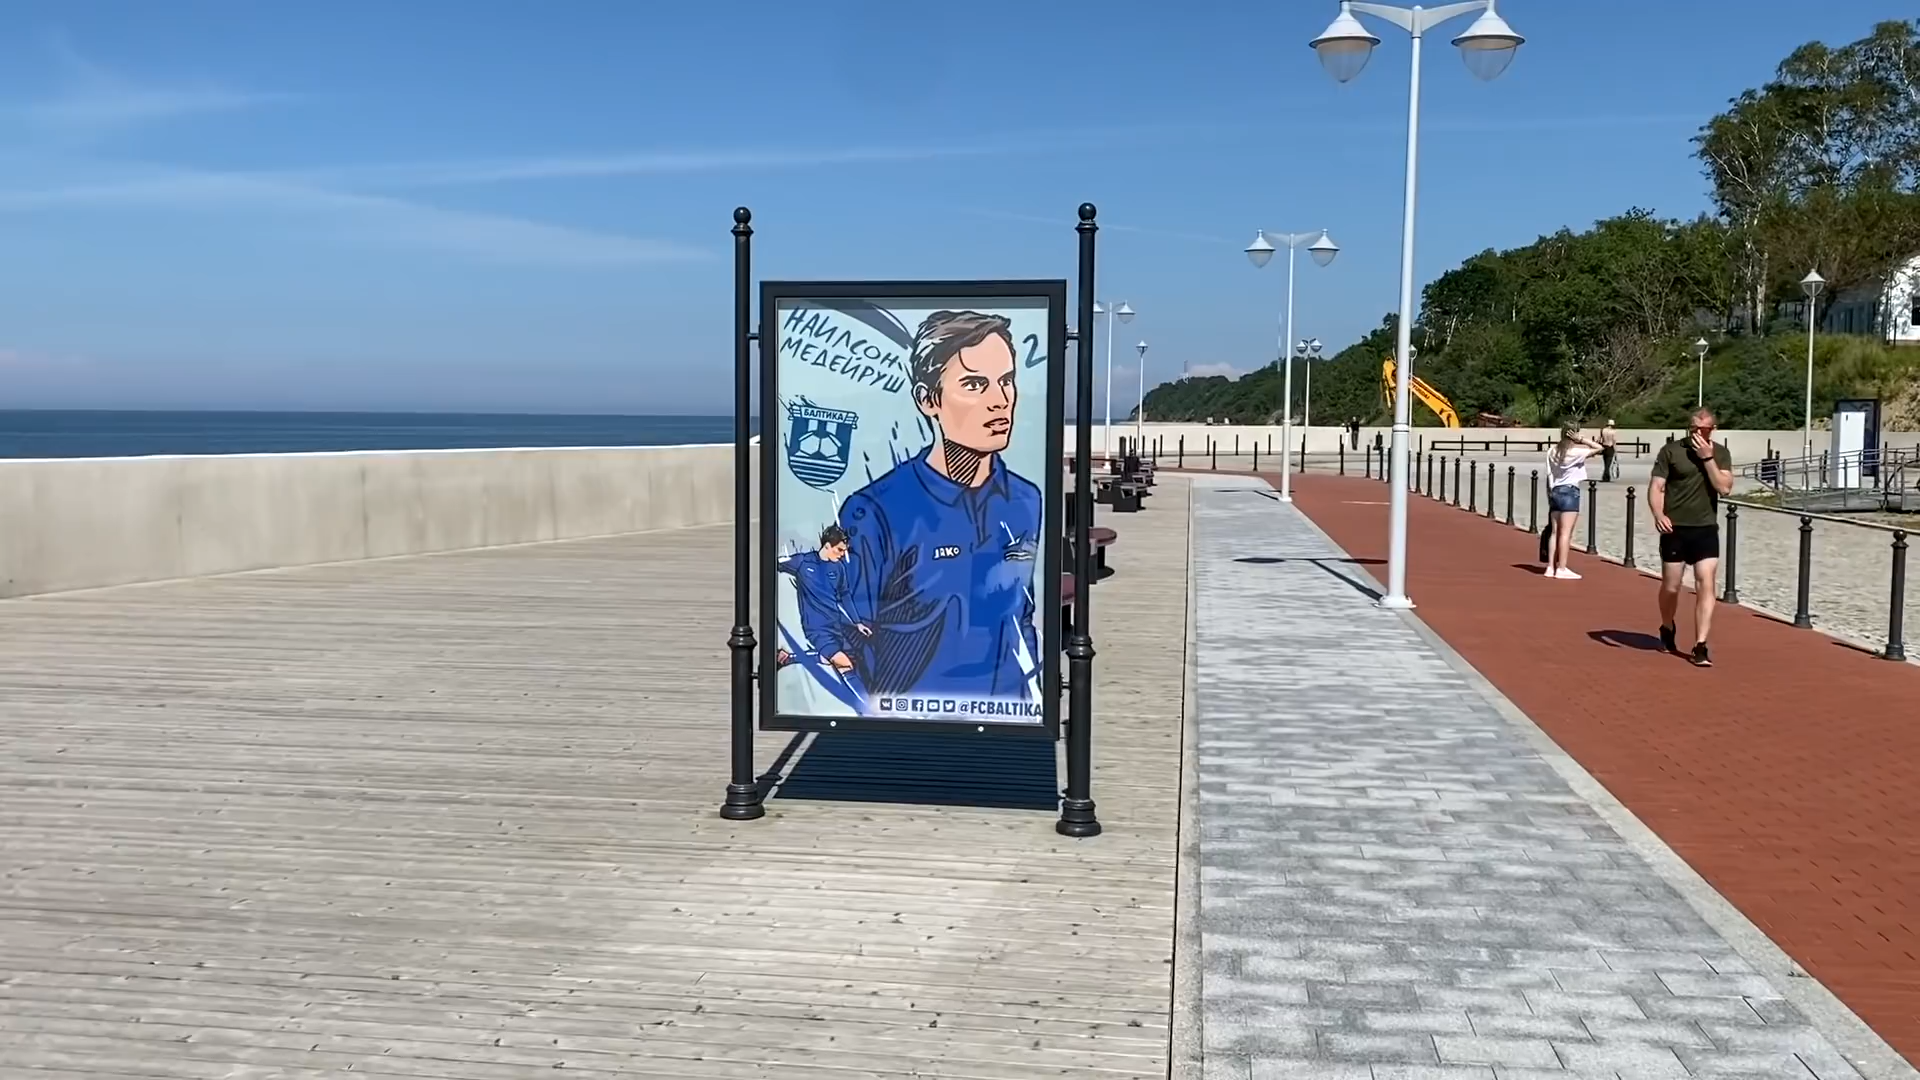 НАИЛСОН
МЕДЕЙРУШ
2
БАЛТИКА
JAKO
@FCBALTIKA